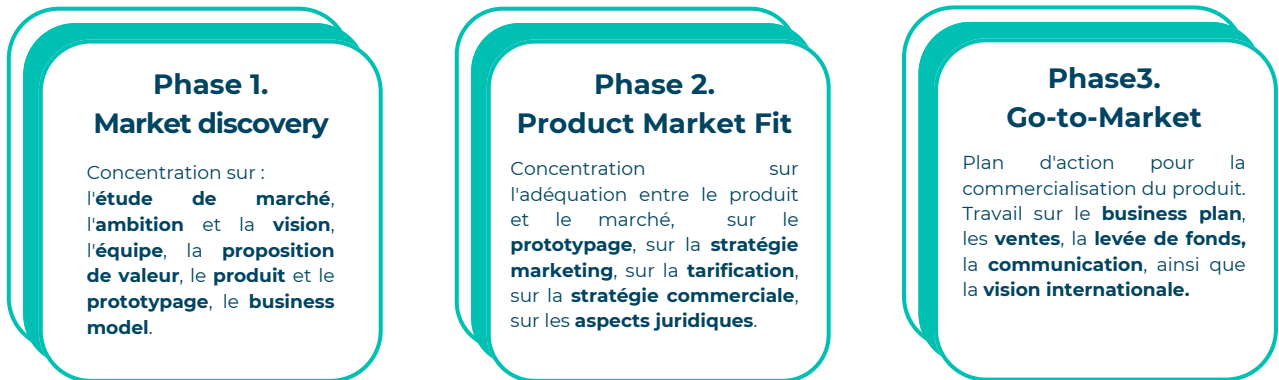 Phase 1.
Market discovery
Concentration sur :
l'étude de marché,
l'ambition et la vision,
l'équipe, la proposition
de valeur, le produit et le
prototypage, le business
model.
Phase 2.
Product Market Fit
Concentration sur
l'adéquation entre le produit
et le marché, sur le
prototypage, sur la stratégie
marketing, sur la tarification,
sur la stratégie commerciale,
sur les aspects juridiques.
Phase3.
Go-to-Market
Plan d'action pour la
commercialisation du produit.
Travail sur le business plan,
les ventes, la levée de fonds,
la communication, ainsi que
la vision internationale.